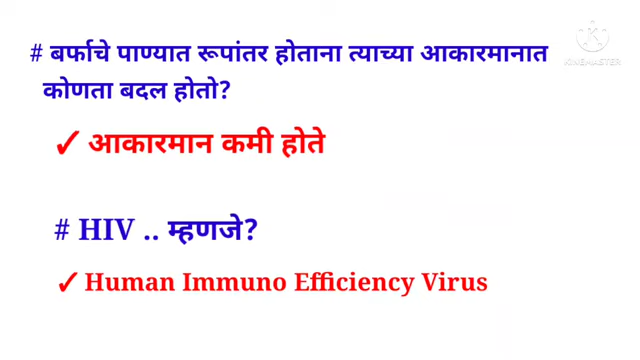 # बर्फाचे पाण्यात रूपांतर होताना त्याच्या आकारमानात
कोणता बदल होतो?
KINEMASTER
✓ आकारमान कमी होते
# HIV .. म्हणजे?
✓ Human Immuno Efficiency Virus